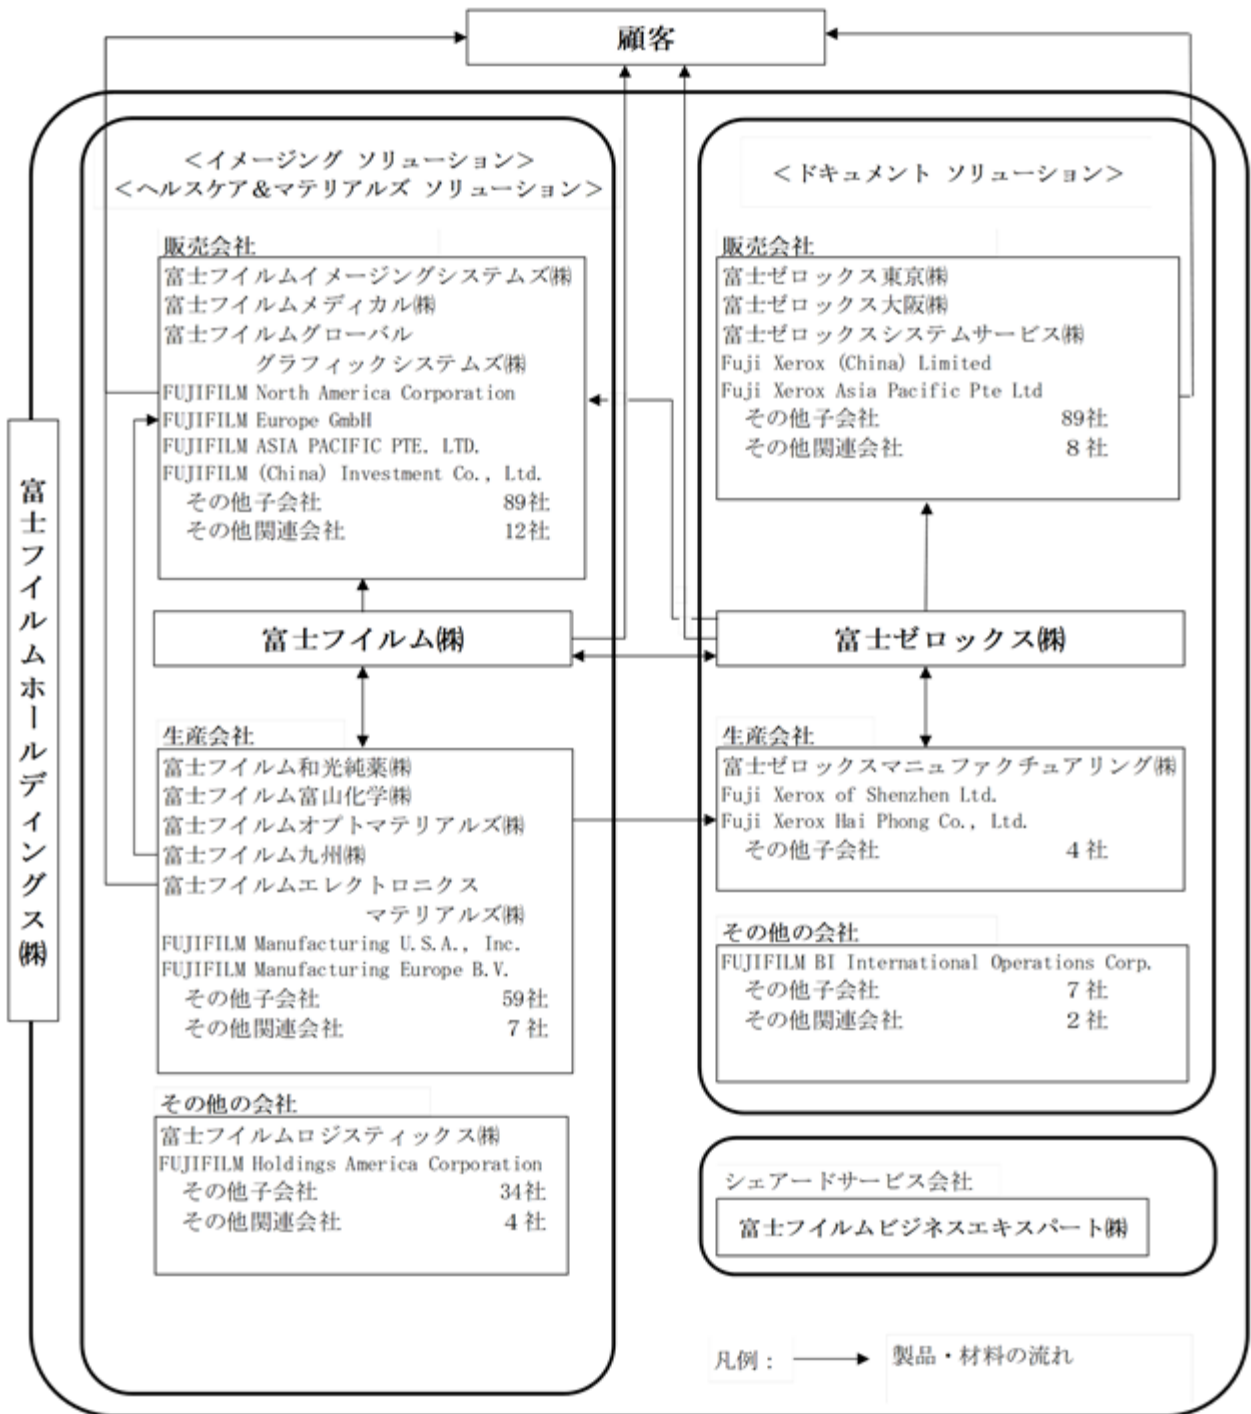 顧客
富士フイルムホールディングス㈱
＜イメージング ソリューション＞
＜ヘルスケア＆マテリアルズ ソリューション＞
販売会社
富士フイルムイメージングシステムズ㈱
富士フイルムメディカル㈱
富士フイルムグローバル
グラフィックシステムズ㈱
FUJIFILM North America Corporation
FUJIFILM Europe GmbH
FUJIFILM ASIA PACIFIC PTE. LTD.
FUJIFILM (China) Investment Co., Ltd.
その他子会社 89社
その他関連会社 12社
富士フイルム㈱
生産会社
富士フイルム和光純薬㈱
富士フイルム富山化学㈱
富士フイルムオプトマテリアルズ㈱
富士フイルム九州㈱
富士フイルムエレクトロニクス
マテリアルズ㈱
FUJIFILM Manufacturing U.S.A., Inc.
FUJIFILM Manufacturing Europe B.V.
その他子会社 59社
その他関連会社 7社
その他の会社
富士フイルムロジスティックス㈱
FUJIFILM Holdings America Corporation
その他子会社 34社
その他関連会社 4社
＜ドキュメント ソリューション＞
販売会社
富士ゼロックス東京㈱
富士ゼロックス大阪㈱
富士ゼロックスシステムサービス㈱
Fuji Xerox (China) Limited
Fuji Xerox Asia Pacific Pte Ltd
その他子会社 89社
その他関連会社 8社
富士ゼロックス㈱
生産会社
富士ゼロックスマニュファクチュアリング㈱
Fuji Xerox of Shenzhen Ltd.
Fuji Xerox Hai Phong Co., Ltd.
その他子会社 4社
その他の会社
FUJIFILM BI International Operations Corp.
その他子会社 7社
その他関連会社 2社
シェアードサービス会社
富士フイルムビジネスエキスパート㈱
凡例： 製品・材料の流れ